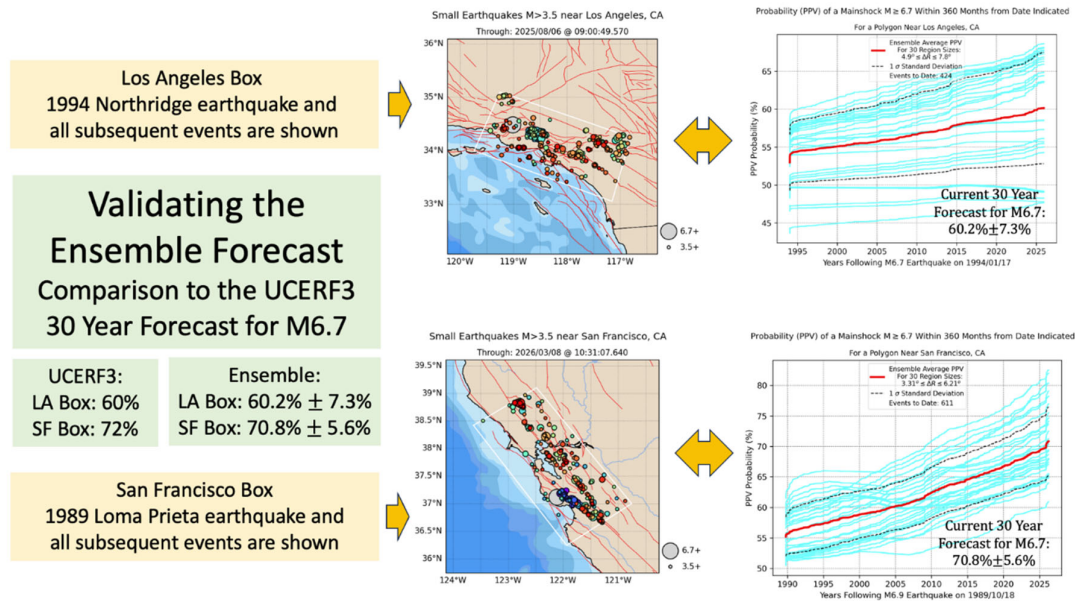 Los Angeles Box
1994 Northridge earthquake and
all subsequent events are shown
Validating the
Ensemble Forecast
Comparison to the UCERF3
30 Year Forecast for M6.7
UCERF3:
LA Box: 60%
SF Box: 72%
Ensemble:
LA Box: 60.2% ± 7.3%
SF Box: 70.8% ± 5.6%
San Francisco Box
1989 Loma Prieta earthquake and
all subsequent events are shown
Small Earthquakes M>3.5 near Los Angeles, CA
Through: 2025/08/06 @ 09:00:49.570
36°N
35°N
34°N
33°N
120°W 119°W 118°W 117°W
6.7+
3.5+
Probability (PPV) of a Mainshock M ≥ 6.7 Within 360 Months from Date Indicated
For a Polygon Near Los Angeles, CA
Ensemble Average PPV
For 30 Region Sizes:
4.9° ≤ ΔR ≤ 7.8°
1 σ Standard Deviation
Events to Date: 424
PPV Probability (%)
65
60
55
50
45
Current 30 Year
Forecast for M6.7:
60.2%±7.3%
1995 2000 2005 2010 2015 2020 2025
Years Following M6.7 Earthquake on 1994/01/17
Small Earthquakes M>3.5 near San Francisco, CA
Through: 2026/03/08 @ 10:31:07.640
39.5°N
39°N
38.5°N
38°N
37.5°N
37°N
36.5°N
36°N
124°W 123°W 122°W 121°W
6.7+
3.5+
Probability (PPV) of a Mainshock M ≥ 6.7 Within 360 Months from Date Indicated
For a Polygon Near San Francisco, CA
Ensemble Average PPV
For 30 Region Sizes:
3.31° ≤ ΔR ≤ 6.21°
1 σ Standard Deviation
Events to Date: 611
PPV Probability (%)
80
75
70
65
60
55
50
Current 30 Year
Forecast for M6.7:
70.8%±5.6%
1990 1995 2000 2005 2010 2015 2020 2025
Years Following M6.9 Earthquake on 1989/10/18